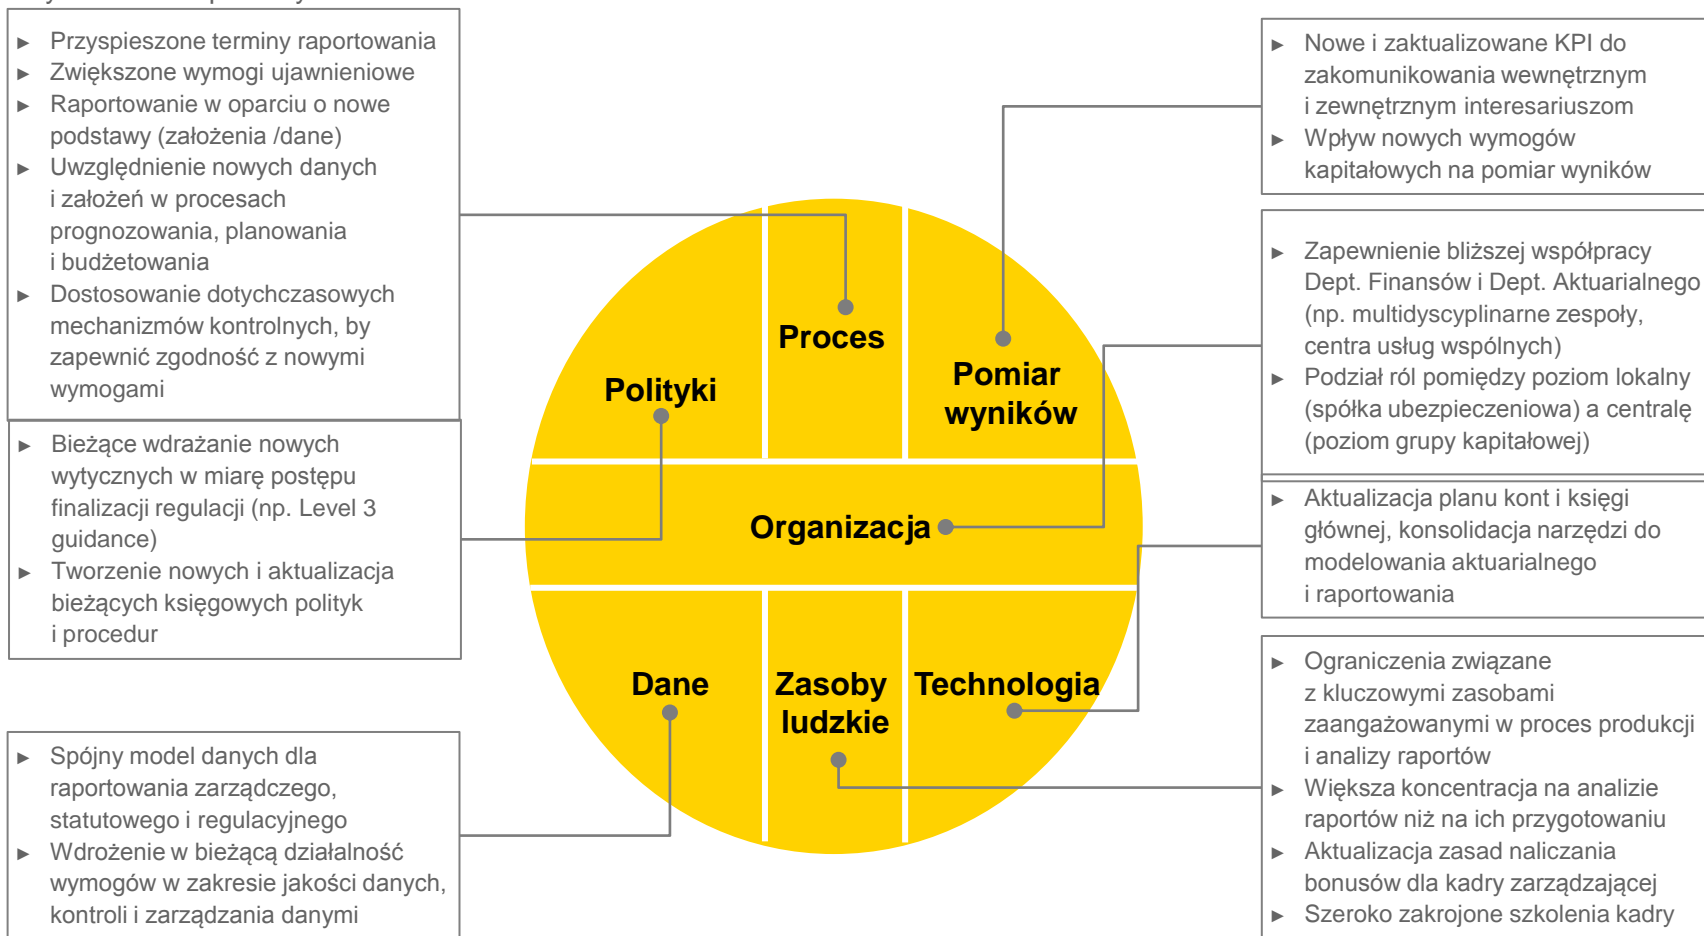 ► Przyspieszone terminy raportowania
► Zwiększone wymogi ujawnieniowe
► Raportowanie w oparciu o nowe
podstawy (założenia /dane)
► Uwzględnienie nowych danych
i założeń w procesach
prognozowania, planowania
i budżetowania
► Dostosowanie dotychczasowych
mechanizmów kontrolnych, by
zapewnić zgodność z nowymi
wymogami
► Bieżące wdrażanie nowych
wytycznych w miarę postępu
finalizacji regulacji (np. Level 3
guidance)
► Tworzenie nowych i aktualizacja
bieżących księgowych polityk
i procedur
► Spójny model danych dla
raportowania zarządczego,
statutowego i regulacyjnego
► Wdrożenie w bieżącą działalność
wymogów w zakresie jakości danych,
kontroli i zarządzania danymi
Polityki
Proces
Pomiar
wyników
Organizacja
Dane
Zasoby
ludzkie
Technologia
► Nowe i zaktualizowane KPI do
zakomunikowania wewnętrznym
i zewnętrznym interesariuszom
► Wpływ nowych wymogów
kapitałowych na pomiar wyników
► Zapewnienie bliższej współpracy
Dept. Finansów i Dept. Aktuarialnego
(np. multidyscyplinarne zespoły,
centra usług wspólnych)
► Podział ról pomiędzy poziom lokalny
(spółka ubezpieczeniowa) a centralę
(poziom grupy kapitałowej)
► Aktualizacja planu kont i księgi
głównej, konsolidacja narzędzi do
modelowania aktuarialnego
i raportowania
► Ograniczenia związane
z kluczowymi zasobami
zaangażowanymi w proces produkcji
i analizy raportów
► Większa koncentracja na analizie
raportów niż na ich przygotowaniu
► Aktualizacja zasad naliczania
bonusów dla kadry zarządzającej
► Szeroko zakrojone szkolenia kadry